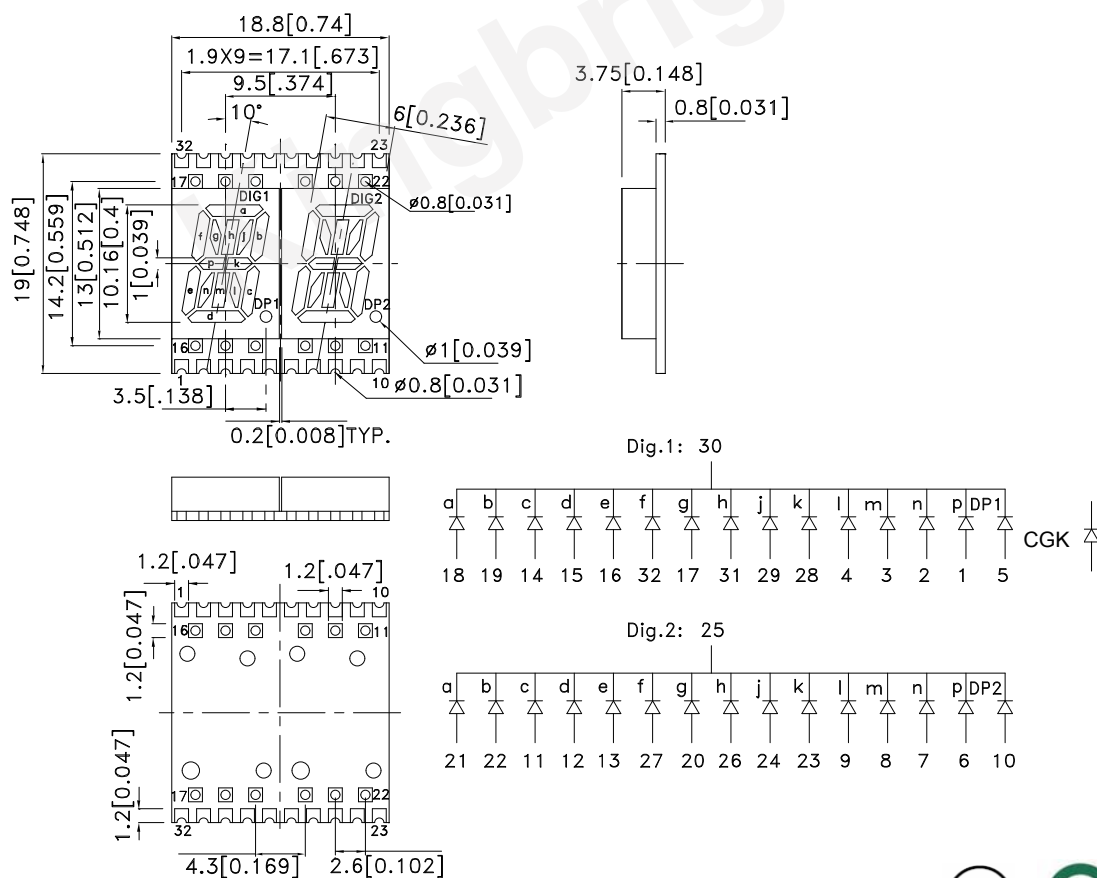 18.8[0.74]
1.9X9=17.1[.673]
9.5[.374]
10°
6[0.236]
3.75[0.148]
0.8[0.031]
32 23
17 22
ø0.8[0.031]
DIG1 DIG2
a
f g h j b
p k
e n m l c
d
l
DP1 DP2
19[0.748]
14.2[0.559]
13[0.512]
10.16[0.4]
1[0.039]
16 11
1 10
ø1[0.039]
ø0.8[0.031]
3.5[.138]
0.2[0.008]TYP.
Dig.1: 30
a b c d e f g h j k l m n p DP1
18 19 14 15 16 32 17 31 29 28 4 3 2 1 5
CGK
Dig.2: 25
a b c d e f g h j k l m n p DP2
21 22 11 12 13 27 20 26 24 23 9 8 7 6 10
1.2[.047]
1.2[.047]
1 10
16 11
1.2[0.047]
1.2[0.047]
17 22
32 23
4.3[0.169]
2.6[0.102]
Kingbrig